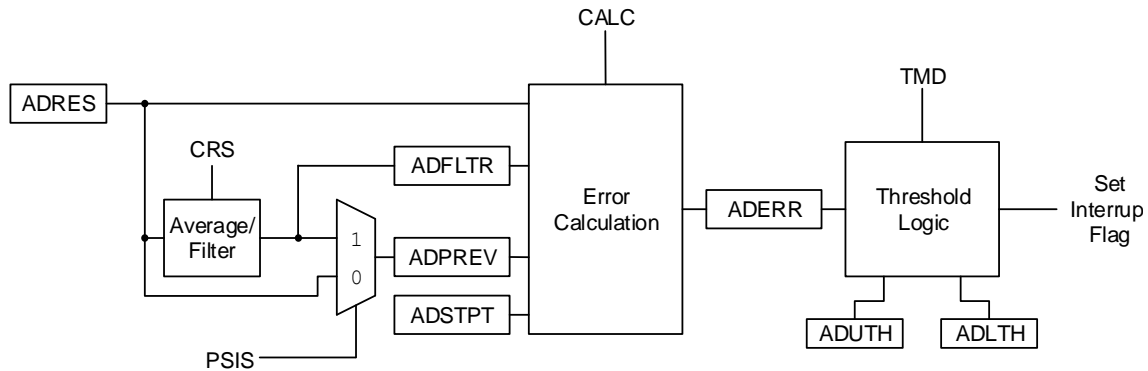 CALC
TMD
ADRES
CRS
ADFLTR
Average/
Filter
1
0
ADPREV
ADSTPT
PSIS
Error
Calculation
ADERR
Threshold
Logic
Set
Interrup
Flag
ADUTH
ADLTH